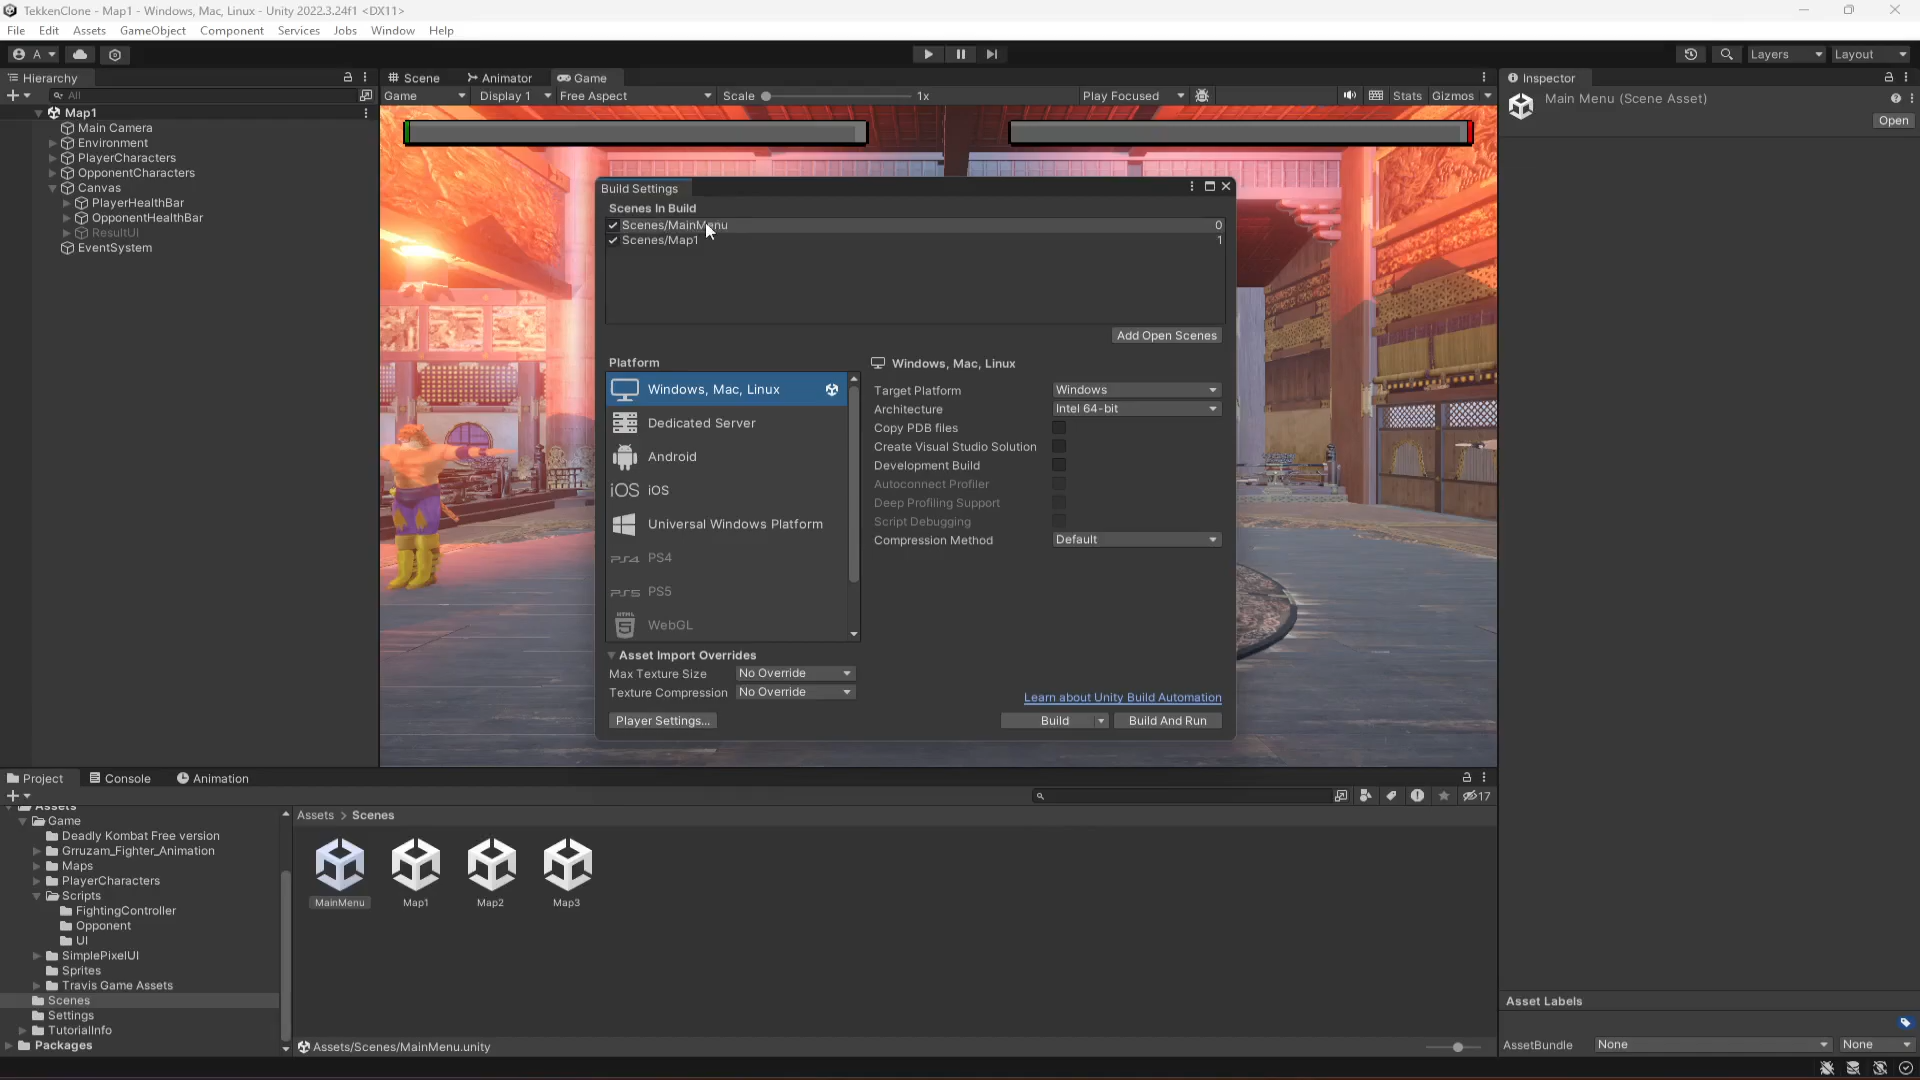 TekkenClone - Map1 - Windows, Mac, Linux - Unity 2022.3.24f1 <DX11>
File Edit Assets GameObject Component Services Jobs Window Help
A Layers Layout
Hierarchy Scene Animator Game Inspector
All Game Display 1 Free Aspect Scale 1x Play Focused Stats Gizmos
Main Menu (Scene Asset)
Open
Map1
Main Camera
Environment
PlayerCharacters
OpponentCharacters
Canvas
PlayerHealthBar
OpponentHealthBar
ResultUI
EventSystem
Build Settings
Scenes In Build
Scenes/MainMenu 0
Scenes/Map1 1
Add Open Scenes
Platform
Windows, Mac, Linux
Dedicated Server
Android
iOS iOS
Universal Windows Platform
PS4 PS4
PS5 PS5
HTML WebGL
Windows, Mac, Linux
Target Platform Windows
Architecture Intel 64-bit
Copy PDB files
Create Visual Studio Solution
Development Build
Autoconnect Profiler
Deep Profiling Support
Script Debugging
Compression Method Default
Asset Import Overrides
Max Texture Size No Override
Texture Compression No Override
Learn about Unity Build Automation
Player Settings... Build Build And Run
Project Console Animation
17
Assets
Game
Deadly Kombat Free version
Grruzam_Fighter_Animation
Maps
PlayerCharacters
Scripts
FightingController
Opponent
UI
SimplePixelUI
Sprites
Travis Game Assets
Scenes
Settings
TutorialInfo
Packages
Assets > Scenes
MainMenu Map1 Map2 Map3
Assets/Scenes/MainMenu.unity
Asset Labels
AssetBundle None None